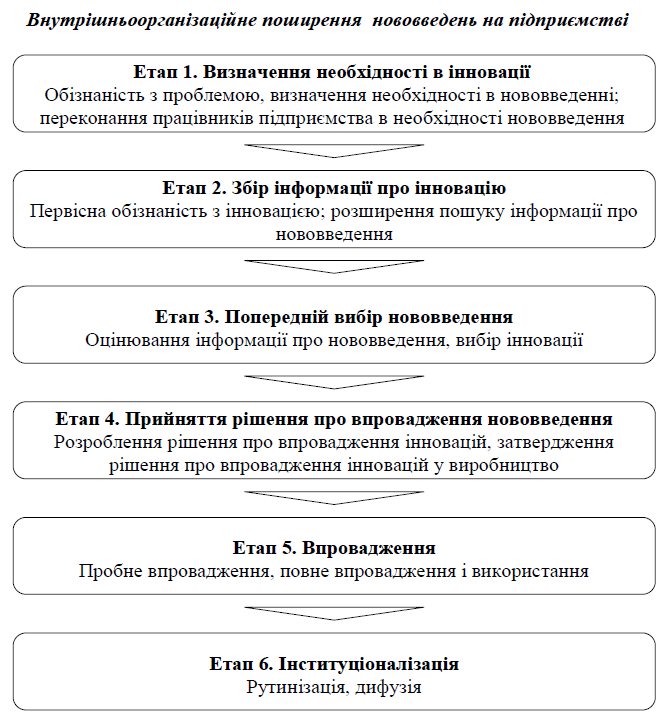 Внутрішньоорганізаційне поширення нововведень на підприємстві
Етап 1. Визначення необхідності в інновації
Обізнаність з проблемою, визначення необхідності в нововведенні;
переконання працівників підприємства в необхідності нововведення
Етап 2. Збір інформації про інновацію
Первісна обізнаність з інновацією; розширення пошуку інформації про
нововведення
Етап 3. Попередній вибір нововведення
Оцінювання інформації про нововведення, вибір інновації
Етап 4. Прийняття рішення про впровадження нововведення
Розроблення рішення про впровадження інновацій, затвердження
рішення про впровадження інновацій у виробництво
Етап 5. Впровадження
Пробне впровадження, повне впровадження і використання
Етап 6. Інституціоналізація
Рутинізація, дифузія